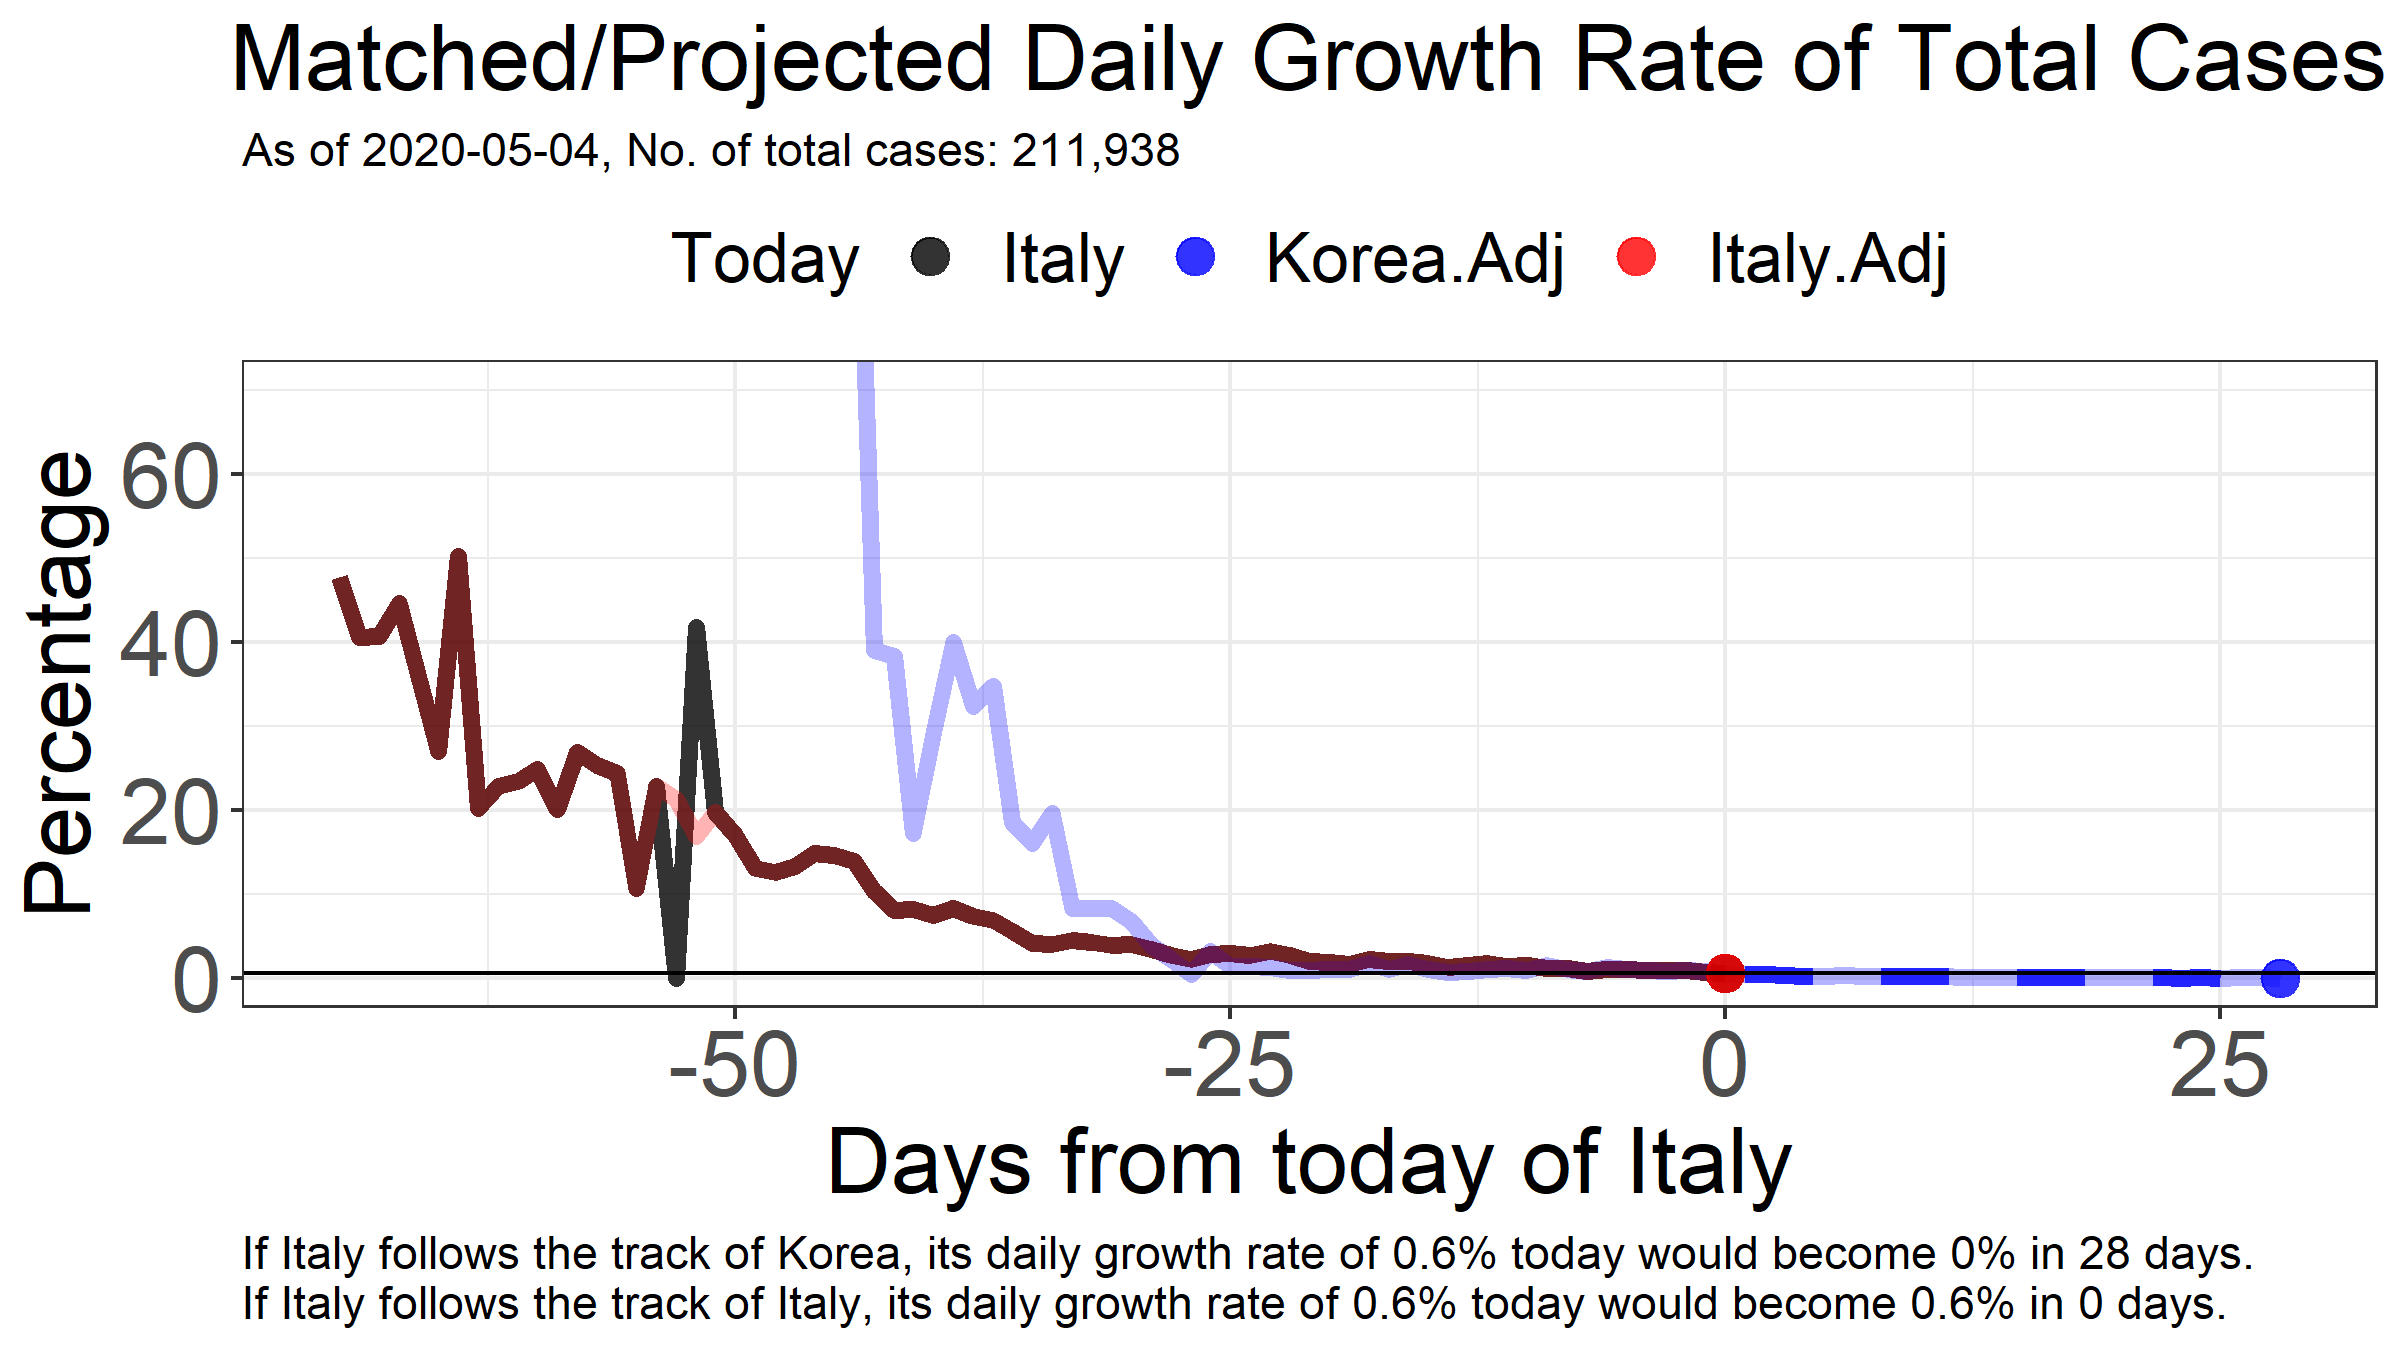 Matched/Projected Daily Growth Rate of Total Cases
As of 2020-05-04, No. of total cases: 211,938
Today Italy Korea.Adj Italy.Adj
Percentage
60
40
20
0
-50 -25 0 25
Days from today of Italy
If Italy follows the track of Korea, its daily growth rate of 0.6% today would become 0% in 28 days.
If Italy follows the track of Italy, its daily growth rate of 0.6% today would become 0.6% in 0 days.